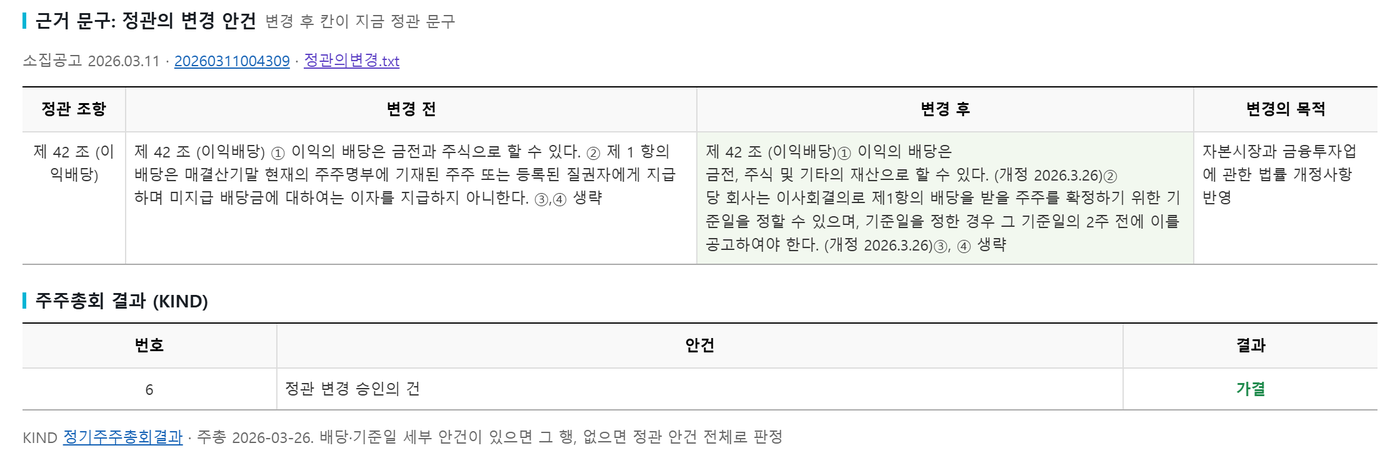 근거 문구: 정관의 변경 안건 변경 후 칸이 지금 정관 문구
소집공고 2026.03.11 · 20260311004309 · 정관의변경.txt
정관 조항
변경 전
변경 후
변경의 목적
제 42 조 (이
익배당)
제 42 조 (이익배당) ① 이익의 배당은 금전과 주식으로 할 수 있다. ② 제 1 항의
배당은 매결산기말 현재의 주주명부에 기재된 주주 또는 등록된 질권자에게 지급
하며 미지급 배당금에 대하여는 이자를 지급하지 아니한다. ③,④ 생략
제 42 조 (이익배당)① 이익의 배당은
금전, 주식 및 기타의 재산으로 할 수 있다. (개정 2026.3.26)②
당 회사는 이사회결의로 제1항의 배당을 받을 주주를 확정하기 위한 기
준일을 정할 수 있으며, 기준일을 정한 경우 그 기준일의 2주 전에 이를
공고하여야 한다. (개정 2026.3.26)③, ④ 생략
자본시장과 금융투자업
에 관한 법률 개정사항
반영
주주총회 결과 (KIND)
번호
안건
결과
6
정관 변경 승인의 건
가결
KIND 정기주주총회결과 · 주총 2026-03-26. 배당·기준일 세부 안건이 있으면 그 행, 없으면 정관 안건 전체로 판정